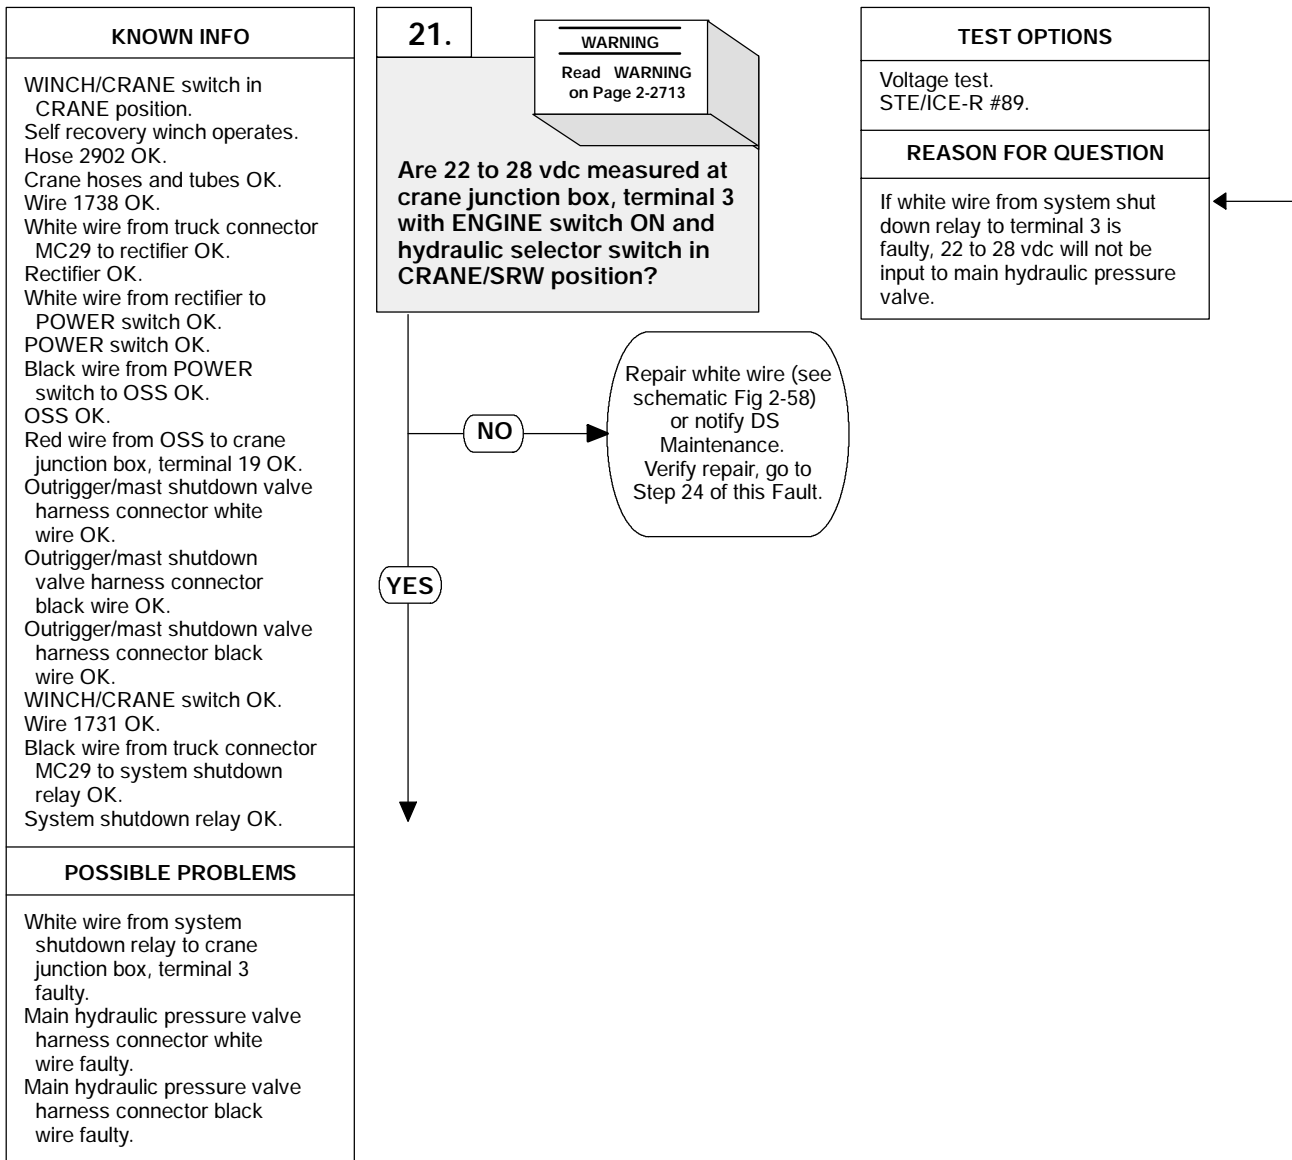 KNOWN INFO
WINCH/CRANE switch in
CRANE position.
Self recovery winch operates.
Hose 2902 OK.
Crane hoses and tubes OK.
Wire 1738 OK.
White wire from truck connector
MC29 to rectifier OK.
Rectifier OK.
White wire from rectifier to
POWER switch OK.
POWER switch OK.
Black wire from POWER
switch to OSS OK.
OSS OK.
Red wire from OSS to crane
junction box, terminal 19 OK.
Outrigger/mast shutdown valve
harness connector white
wire OK.
Outrigger/mast shutdown
valve harness connector
black wire OK.
Outrigger/mast shutdown valve
harness connector black
wire OK.
WINCH/CRANE switch OK.
Wire 1731 OK.
Black wire from truck connector
MC29 to system shutdown
relay OK.
System shutdown relay OK.
POSSIBLE PROBLEMS
White wire from system
shutdown relay to crane
junction box, terminal 3
faulty.
Main hydraulic pressure valve
harness connector white
wire faulty.
Main hydraulic pressure valve
harness connector black
wire faulty.
21.
WARNING
Read WARNING
on Page 2-2713
Are 22 to 28 vdc measured at
crane junction box, terminal 3
with ENGINE switch ON and
hydraulic selector switch in
CRANE/SRW position?
NO
Repair white wire (see
schematic Fig 2-58)
or notify DS
Maintenance.
Verify repair, go to
Step 24 of this Fault.
YES
TEST OPTIONS
Voltage test.
STE/ICE-R #89.
REASON FOR QUESTION
If white wire from system shut
down relay to terminal 3 is
faulty, 22 to 28 vdc will not be
input to main hydraulic pressure
valve.